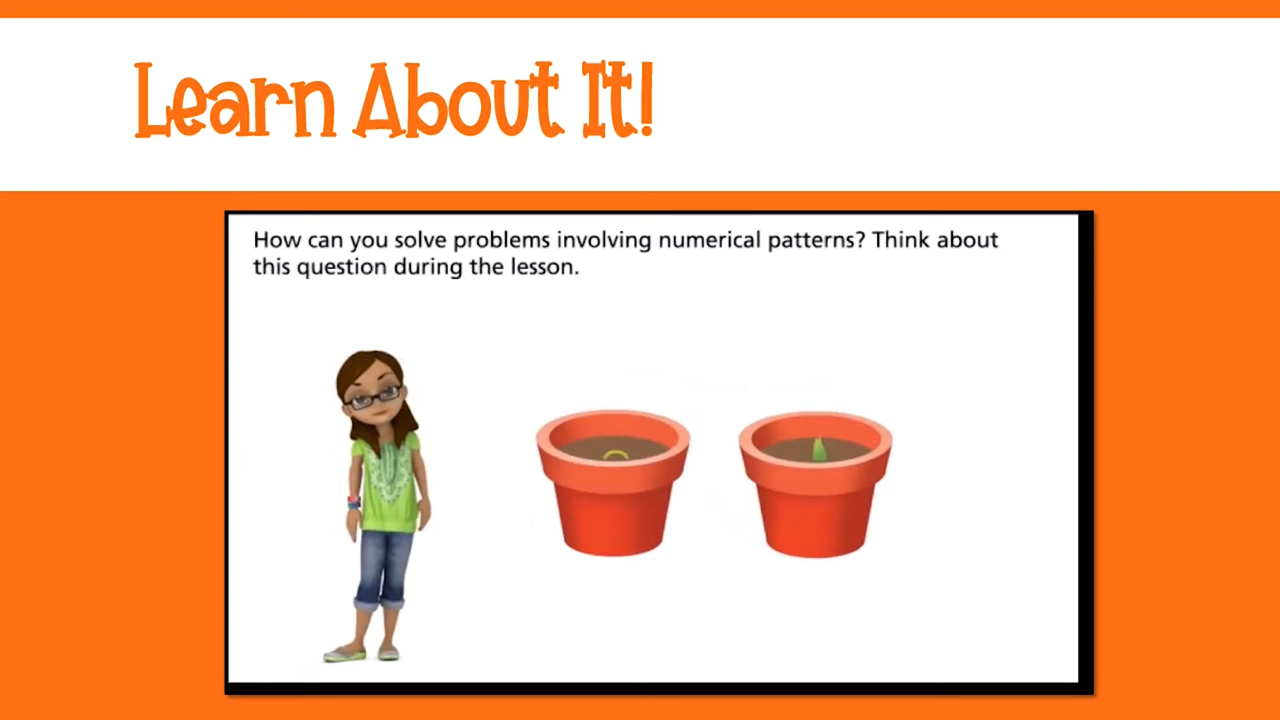 Learn About It!
How can you solve problems involving numerical patterns? Think about
this question during the lesson.